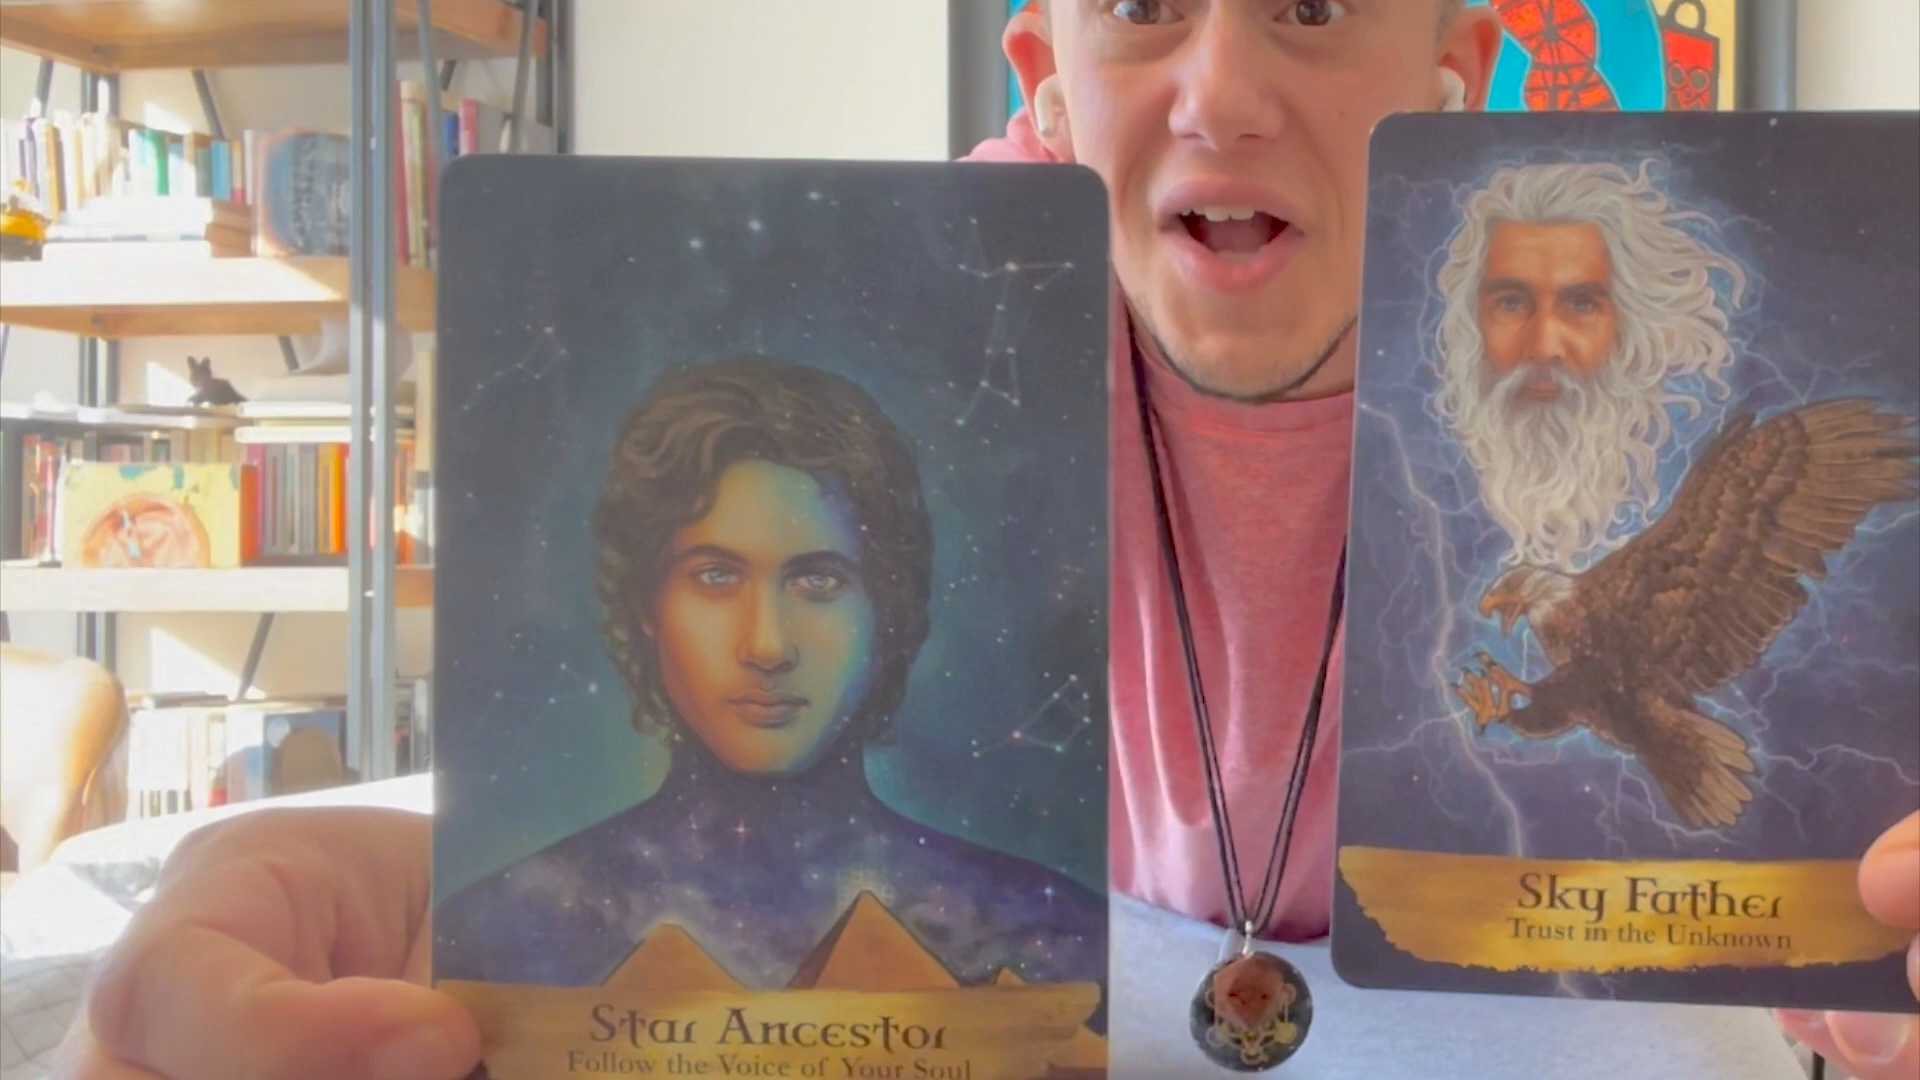 Star Ancestor
Follow the Voice of Your Soul
Sky Father
Trust in the Unknown